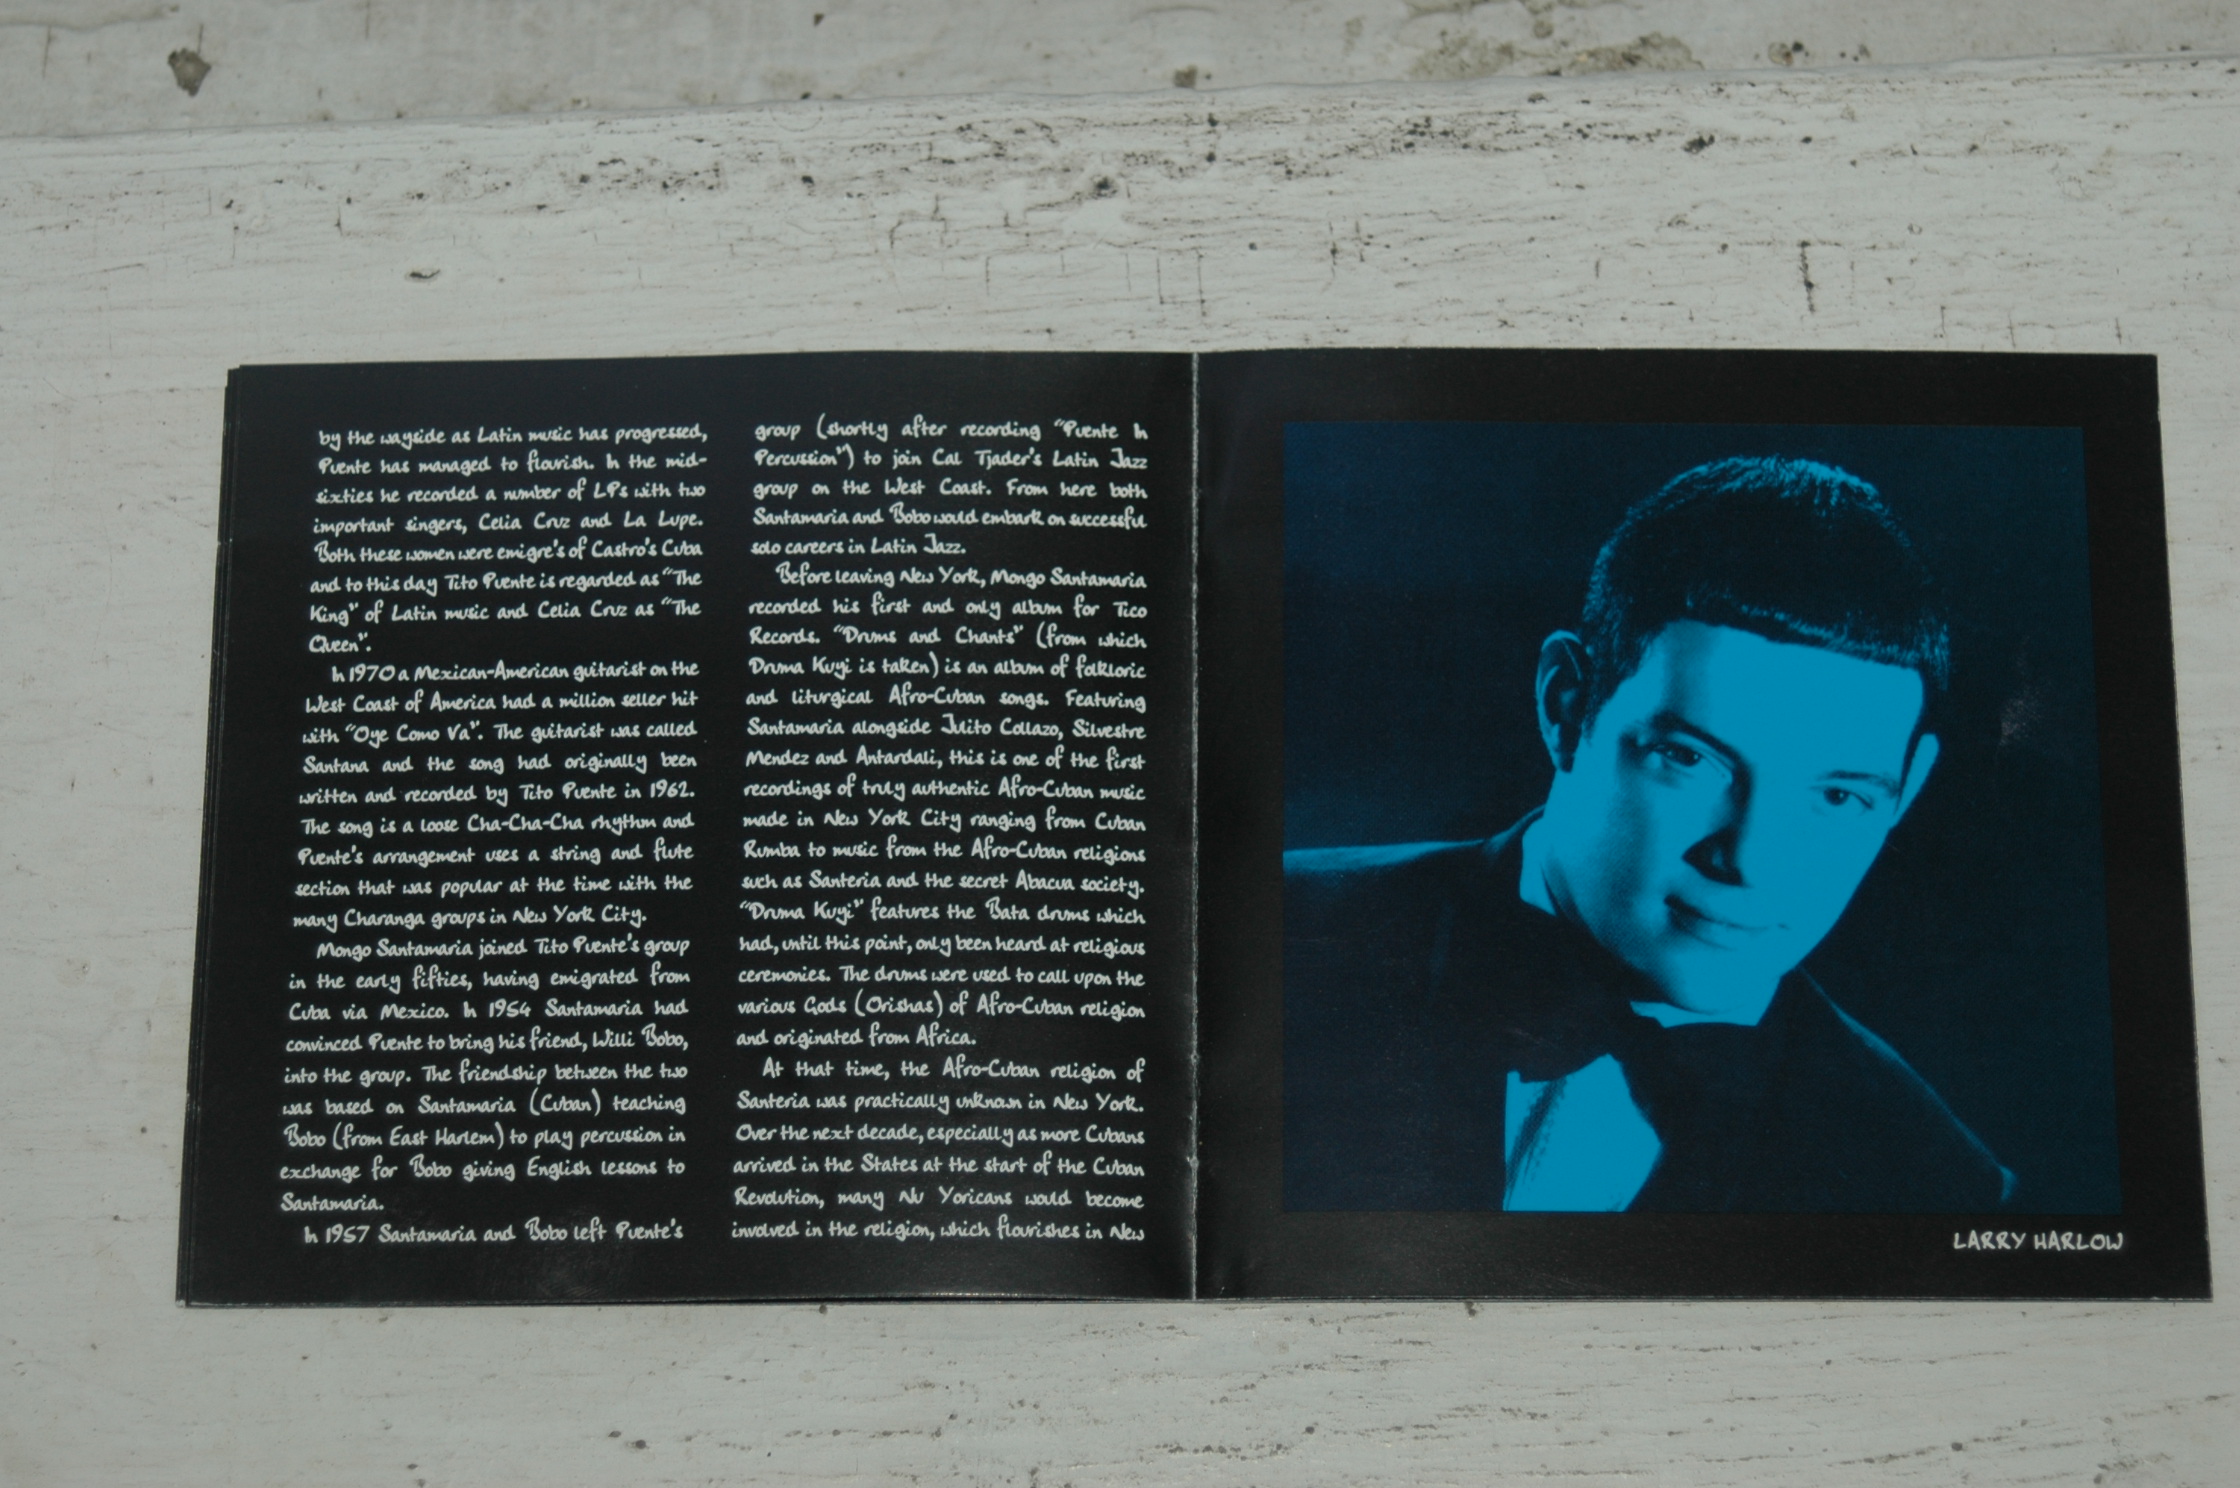 by the wayside as Latin music has progressed,
Puente has managed to flourish. In the mid-
sixties he recorded a number of LPs with two
important singers, Celia Cruz and La Lupe.
Both these women were emigre's of Castro's Cuba
and to this day Tito Puente is regarded as "The
King" of Latin music and Celia Cruz as "The
Queen".
In 1970 a Mexican-American guitarist on the
West Coast of America had a million seller hit
with "Oye Como Va". The guitarist was called
Santana and the song had originally been
written and recorded by Tito Puente in 1962.
The song is a loose Cha-Cha-Cha rhythm and
Puente's arrangement uses a string and flute
section that was popular at the time with the
many Charanga groups in New York City.
Mongo Santamaria joined Tito Puente's group
in the early fifties, having emigrated from
Cuba via Mexico. In 1954 Santamaria had
convinced Puente to bring his friend, Willi Bobo,
into the group. The friendship between the two
was based on Santamaria (Cuban) teaching
Bobo (from East Harlem) to play percussion in
exchange for Bobo giving English lessons to
Santamaria.
In 1957 Santamaria and Bobo left Puente's
group (shortly after recording "Puente In
Percussion") to join Cal Tjader's Latin Jazz
group on the West Coast. From here both
Santamaria and Bobo would embark on successful
solo careers in Latin Jazz.
Before leaving New York, Mongo Santamaria
recorded his first and only album for Tico
Records. "Drums and Chants" (from which
Druma Kuyi is taken) is an album of folkloric
and liturgical Afro-Cuban songs. Featuring
Santamaria alongside Julito Collazo, Silvestre
Mendez and Antardali, this is one of the first
recordings of truly authentic Afro-Cuban music
made in New York City ranging from Cuban
Rumba to music from the Afro-Cuban religions
such as Santeria and the secret Abacua society.
"Druma Kuyi" features the Bata drums which
had, until this point, only been heard at religious
ceremonies. The drums were used to call upon the
various Gods (Orishas) of Afro-Cuban religion
and originated from Africa.
At that time, the Afro-Cuban religion of
Santeria was practically unknown in New York.
Over the next decade, especially as more Cubans
arrived in the States at the start of the Cuban
Revolution, many Nu Yoricans would become
involved in the religion, which flourishes in New
LARRY HARLOW